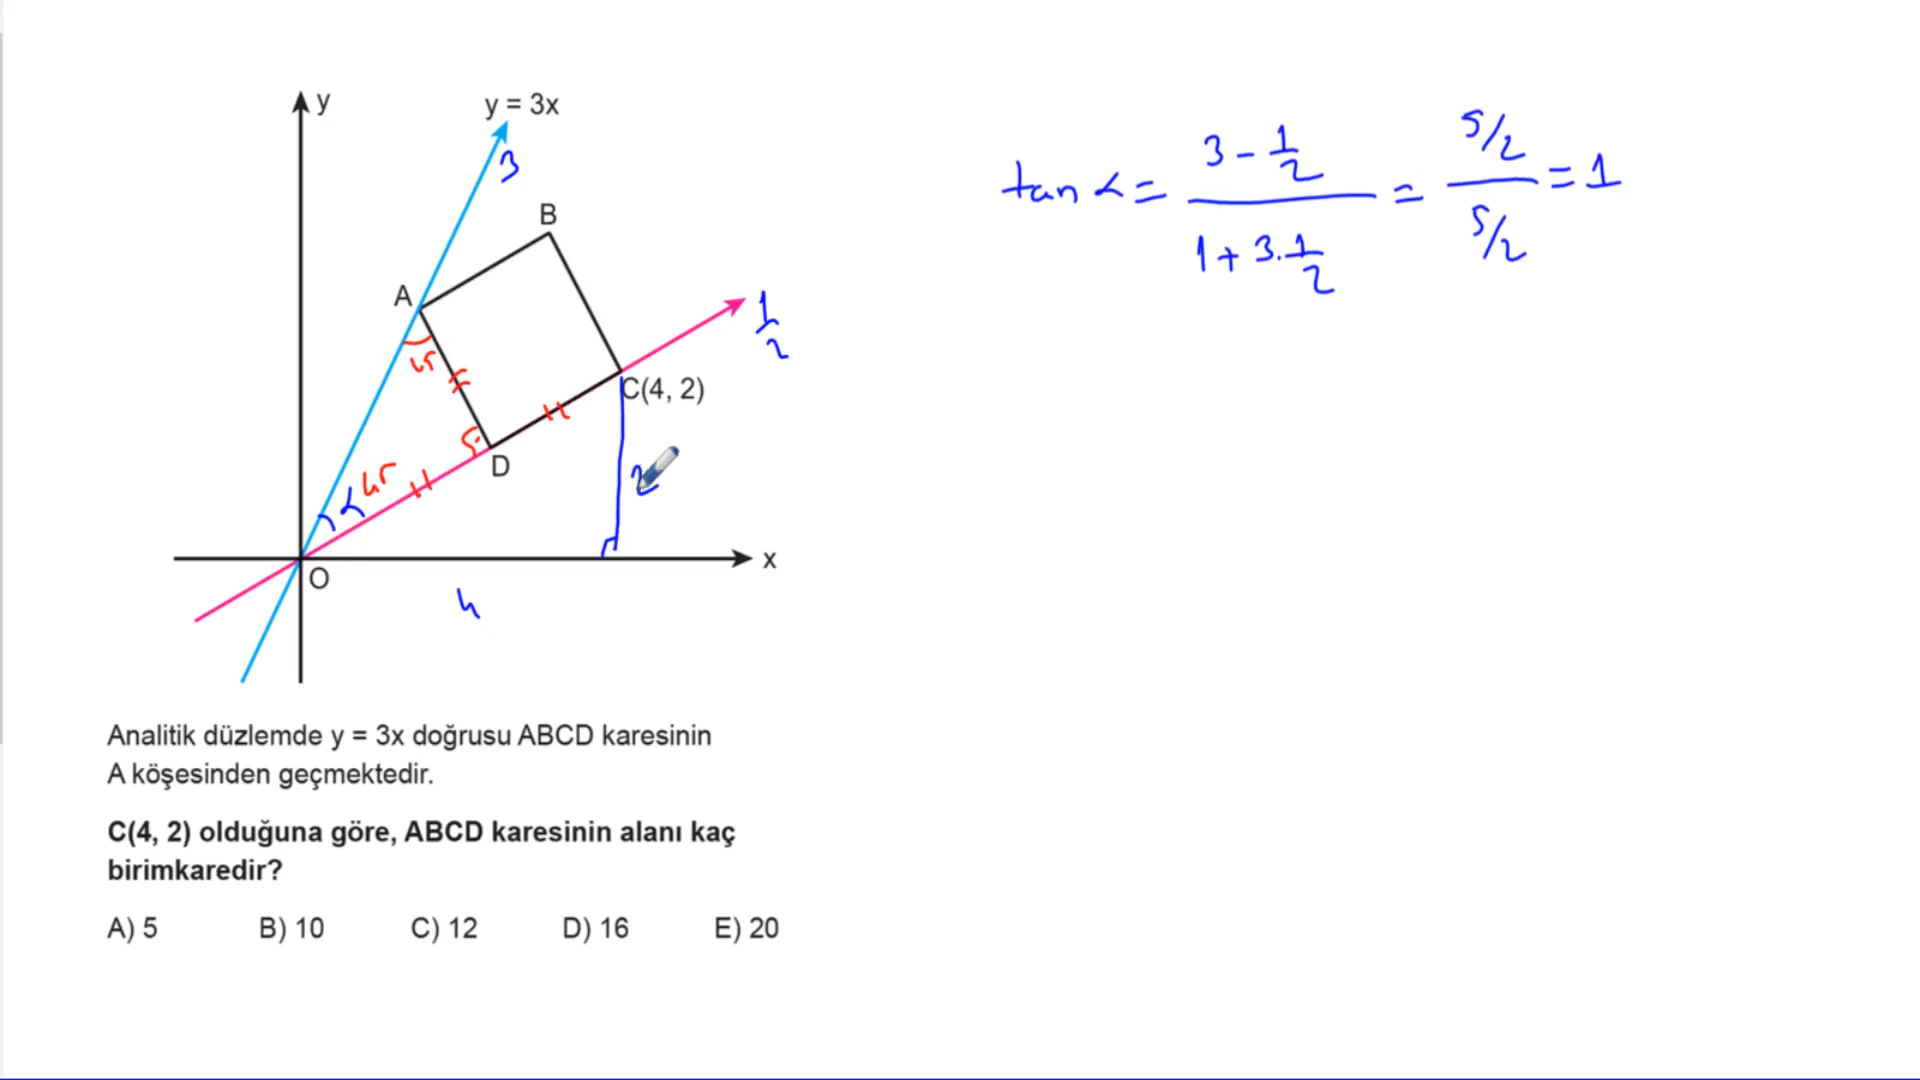 y
y = 3x
3
B
A
1/2
C(4, 2)
45
D
2
45
α
x
O
4
tan α = (3 - 1/2)/(1 + 3.1/2) = (5/2)/(5/2) = 1
Analitik düzlemde y = 3x doğrusu ABCD karesinin
A köşesinden geçmektedir.
C(4, 2) olduğuna göre, ABCD karesinin alanı kaç
birimkaredir?
A) 5 B) 10 C) 12 D) 16 E) 20